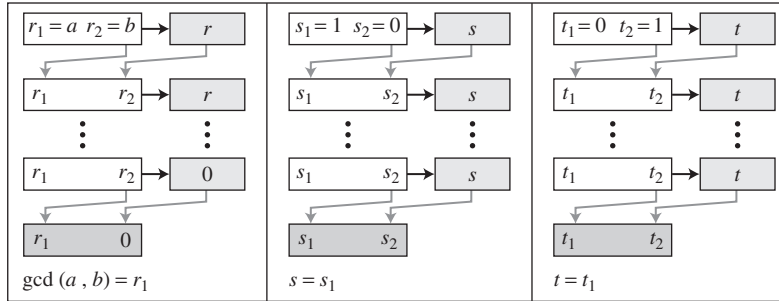 r₁ = a r₂ = b r
r₁ r₂ r
r₁ r₂ 0
r₁ 0
gcd (a , b) = r₁
s₁ = 1 s₂ = 0 s
s₁ s₂ s
s₁ s₂ s
s₁ s₂
s = s₁
t₁ = 0 t₂ = 1 t
t₁ t₂ t
t₁ t₂ t
t₁ t₂
t = t₁